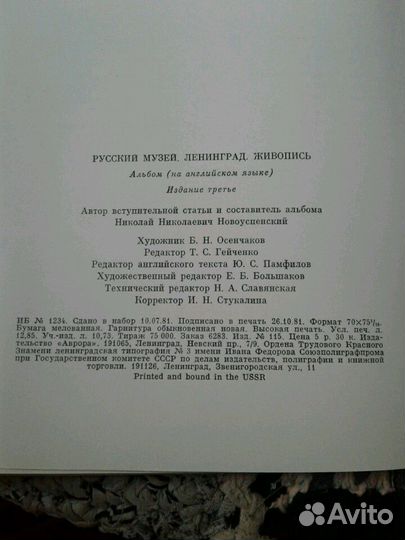 РУССКИЙ МУЗЕЙ. ЛЕНИНГРАД. ЖИВОПИСЬ
Альбом (на английском языке)
Издание третье
Автор вступительной статьи и составитель альбома
Николай Николаевич Новоуспенский
Художник Б. Н. Осенчаков
Редактор Т. С. Гейченко
Редактор английского текста Ю. С. Памфилов
Художественный редактор Е. Б. Большаков
Технический редактор Н. А. Славянская
Корректор И. Н. Стукалина
ИБ № 1234. Сдано в набор 10.07.81. Подписано в печать 26.10.81. Формат 70×75¹/₁₆.
Бумага мелованная. Гарнитура обыкновенная новая. Высокая печать. Усл. печ. л.
12,85. Уч.-изд. л. 10,73. Тираж 75 000. Заказ 6283. Изд. № 115. Цена 5 р. 30 к. Изда-
тельство «Аврора». 191065, Ленинград, Невский пр., 7/9. Ордена Трудового Красного
Знамени ленинградская типография № 3 имени Ивана Федорова Союзполиграфпрома
при Государственном комитете СССР по делам издательств, полиграфии и книжной
торговли. 191126, Ленинград, Звенигородская ул., 11
Printed and bound in the USSR
Avito